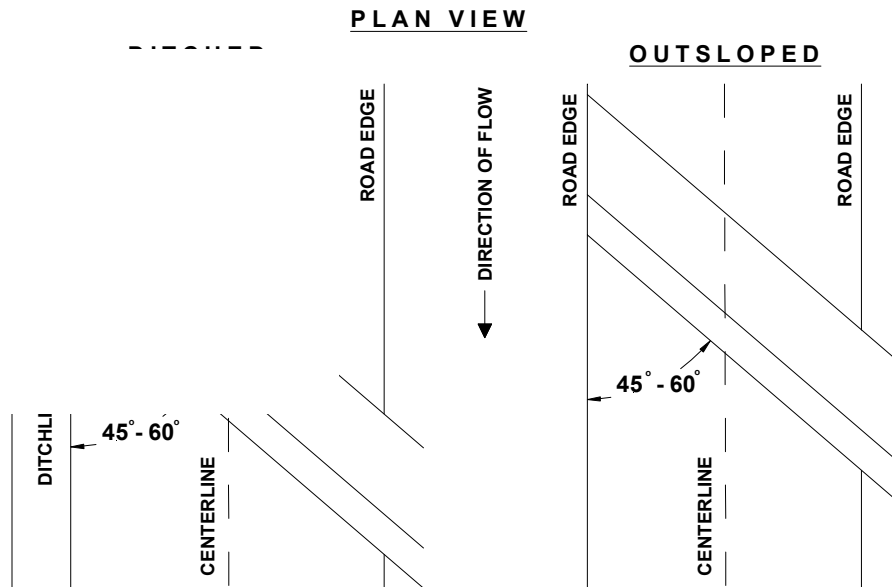 PLAN VIEW
OUTSLOPED
ROAD EDGE
DIRECTION OF FLOW
ROAD EDGE
ROAD EDGE
45° - 60°
45° - 60°
CENTERLINE
CENTERLINE